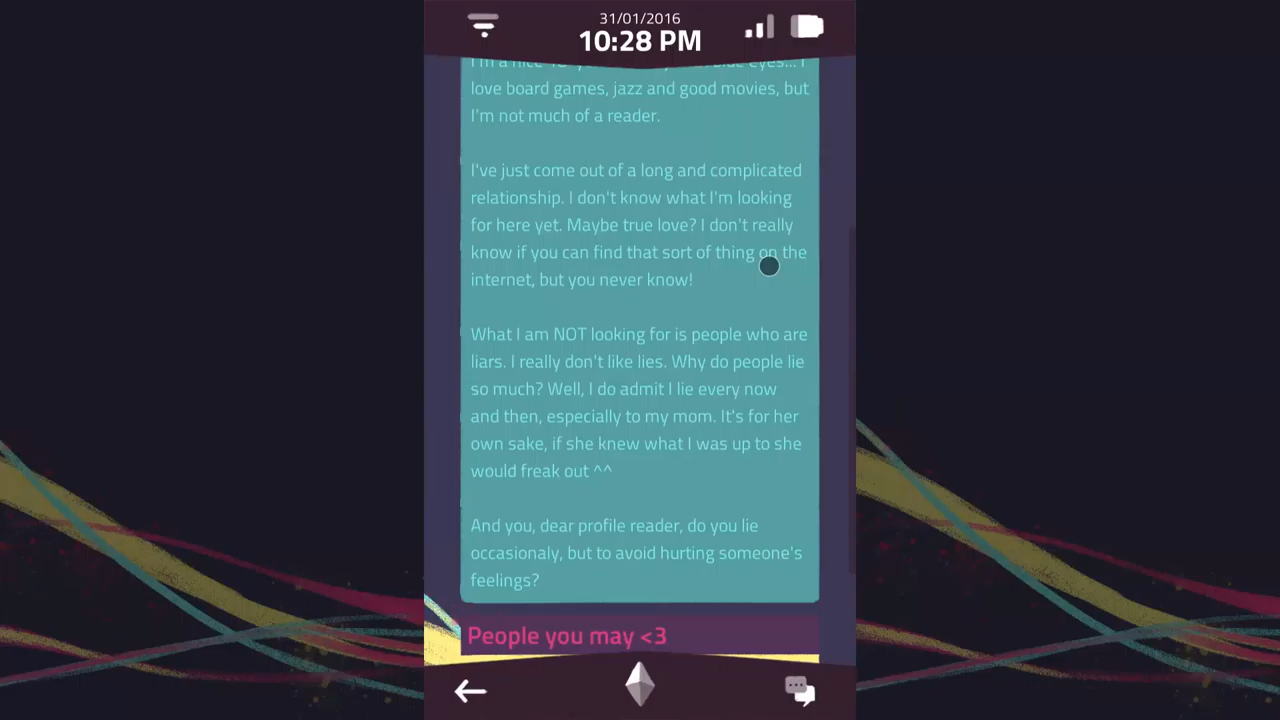 31/01/2016
10:28 PM
I'm a nice
eyes... I
love board games, jazz and good movies, but
I'm not much of a reader.
I've just come out of a long and complicated
relationship. I don't know what I'm looking
for here yet. Maybe true love? I don't really
know if you can find that sort of thing on the
internet, but you never know!
What I am NOT looking for is people who are
liars. I really don't like lies. Why do people lie
so much? Well, I do admit I lie every now
and then, especially to my mom. It's for her
own sake, if she knew what I was up to she
would freak out ^^
And you, dear profile reader, do you lie
occasionaly, but to avoid hurting someone's
feelings?
People you may <3